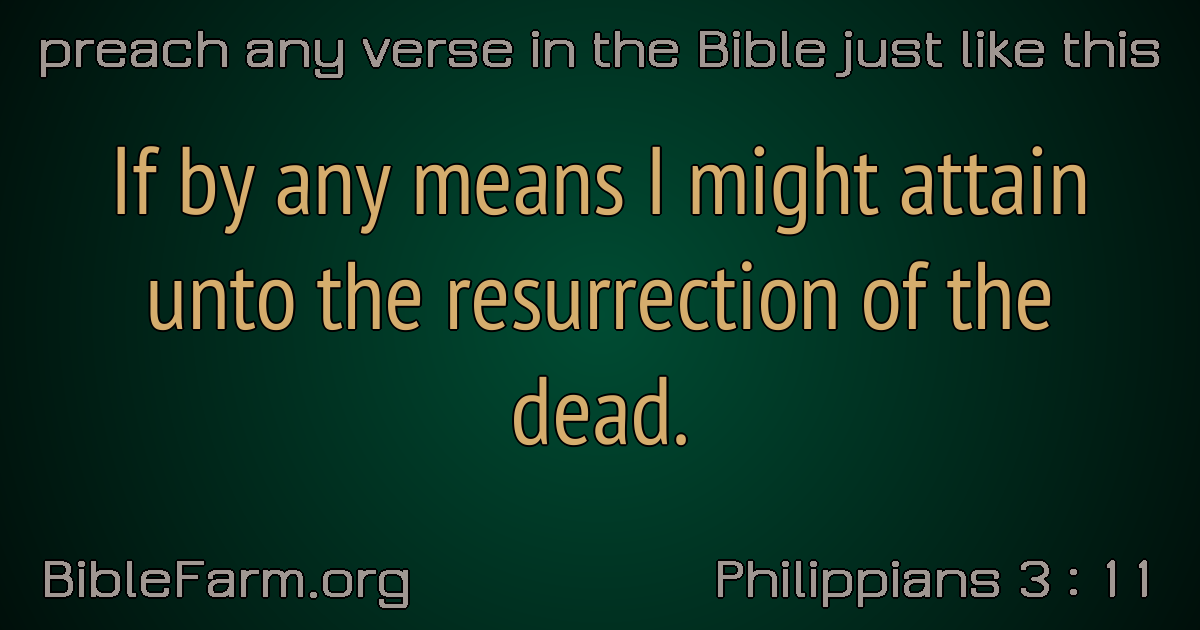 preach any verse in the Bible just like this
If by any means I might attain
unto the resurrection of the
dead.
BibleFarm.org
Philippians 3 : 11